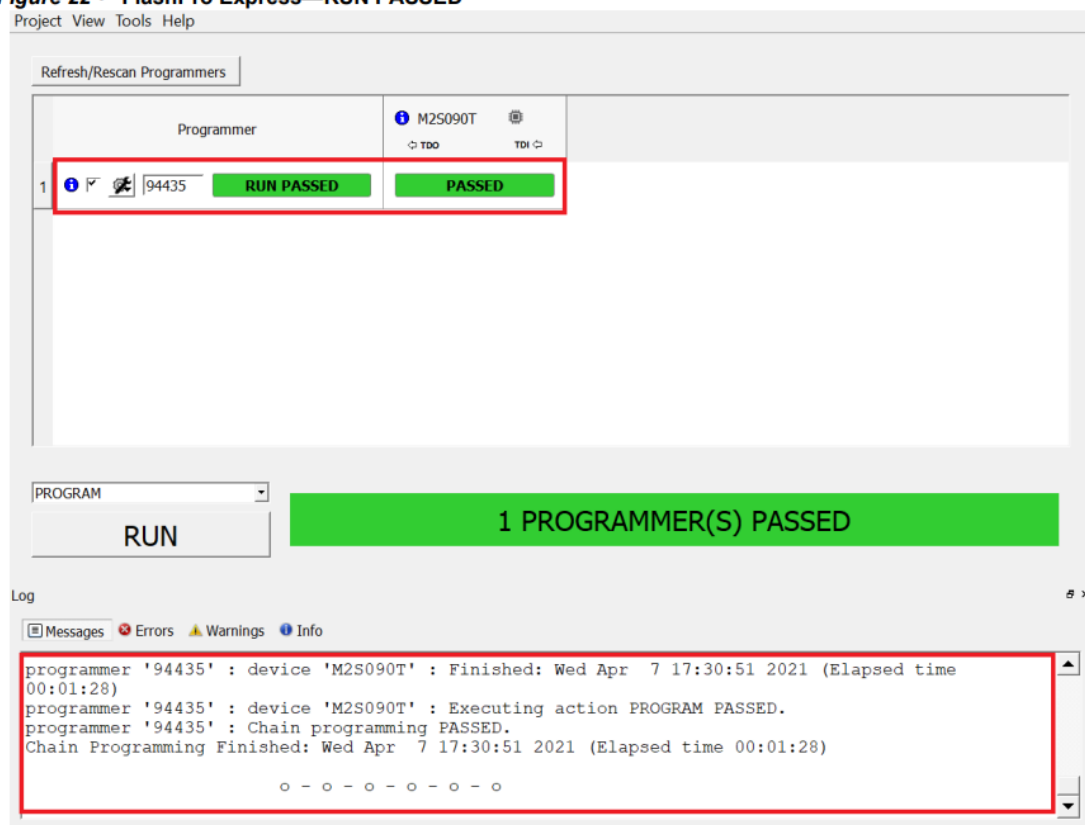 Project View Tools Help
Refresh/Rescan Programmers
Programmer
M2S090T
TDO TDI
1 94435 RUN PASSED PASSED
PROGRAM
RUN
1 PROGRAMMER(S) PASSED
Log
Messages Errors Warnings Info
programmer '94435' : device 'M2S090T' : Finished: Wed Apr 7 17:30:51 2021 (Elapsed time
00:01:28)
programmer '94435' : device 'M2S090T' : Executing action PROGRAM PASSED.
programmer '94435' : Chain programming PASSED.
Chain Programming Finished: Wed Apr 7 17:30:51 2021 (Elapsed time 00:01:28)
o - o - o - o - o - o